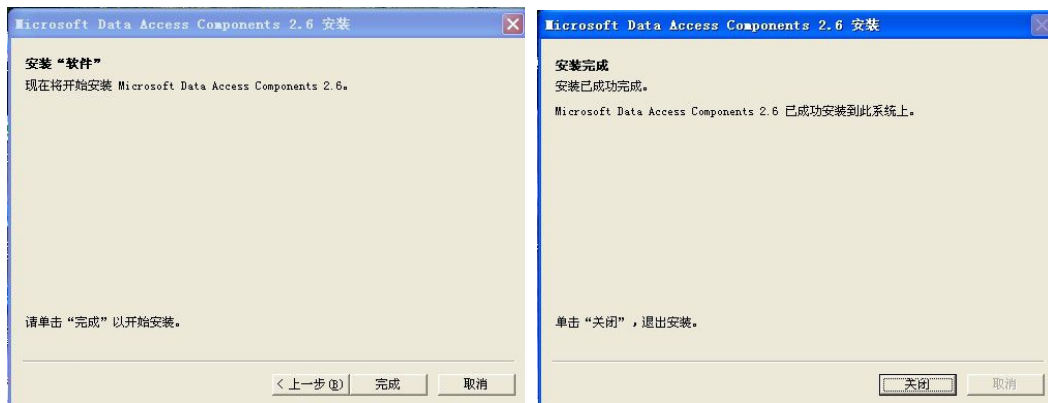 Microsoft Data Access Components 2.6 安装
安装“软件”
现在将开始安装 Microsoft Data Access Components 2.6。
请单击“完成”以开始安装。
<上一步(B)
完成
取消
Microsoft Data Access Components 2.6 安装
安装完成
安装已成功完成。
Microsoft Data Access Components 2.6 已成功安装到此系统上。
单击“关闭”,退出安装。
关闭
取消